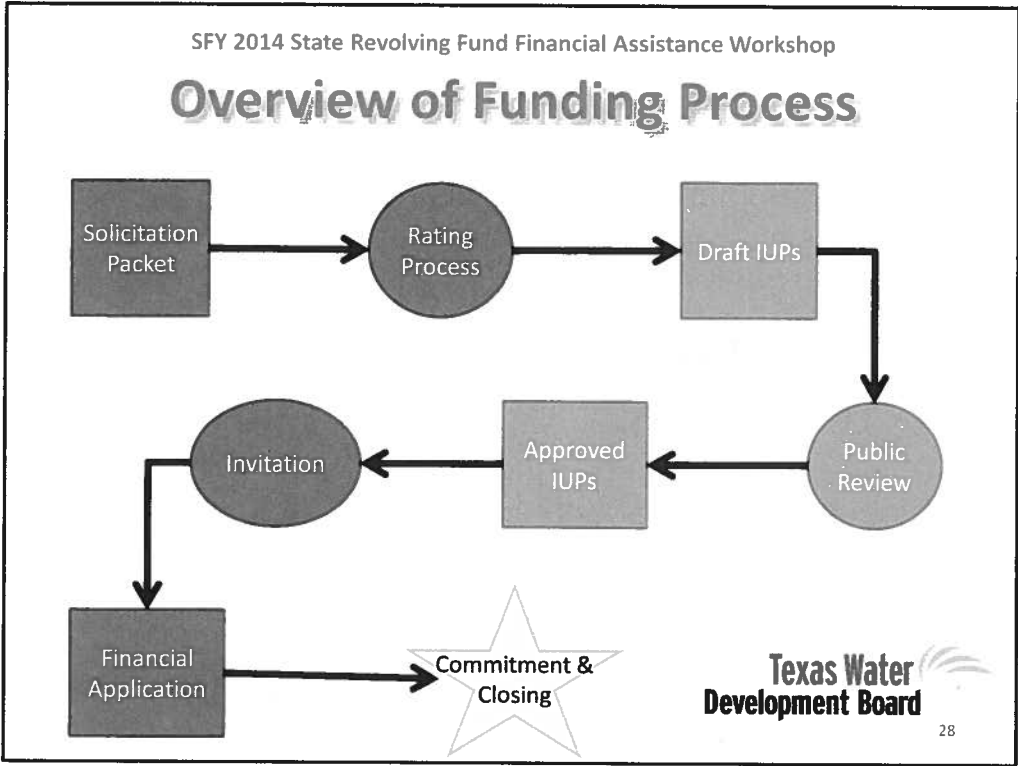 SFY 2014 State Revolving Fund Financial Assistance Workshop
Overview of Funding Process
Solicitation
Packet
Rating
Process
Draft IUPs
Public
Review
Approved
IUPs
Invitation
Financial
Application
Commitment &
Closing
Texas Water
Development Board
28